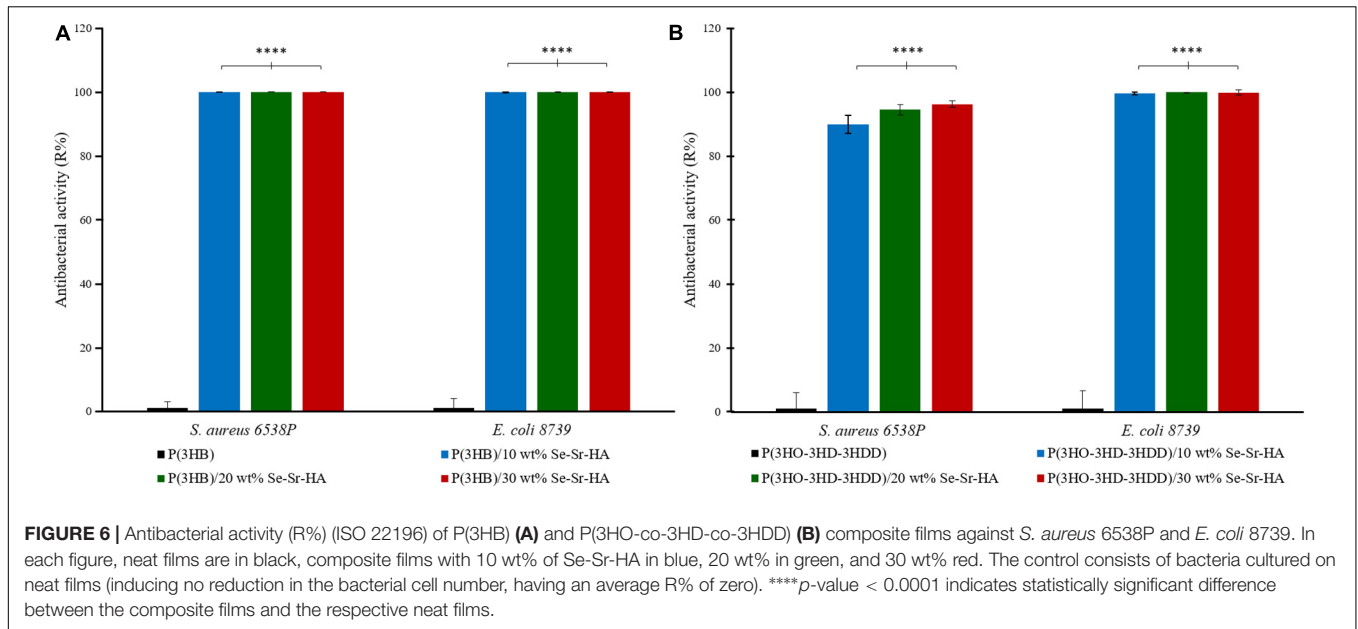 A
120
100
80
60
40
20
0
Antibacterial activity (R%)
****
****
S. aureus 6538P
E. coli 8739
P(3HB)
P(3HB)/10 wt% Se-Sr-HA
P(3HB)/20 wt% Se-Sr-HA
P(3HB)/30 wt% Se-Sr-HA
B
120
100
80
60
40
20
0
Antibacterial activity (R%)
****
****
S. aureus 6538P
E. coli 8739
P(3HO-3HD-3HDD)
P(3HO-3HD-3HDD)/10 wt% Se-Sr-HA
P(3HO-3HD-3HDD)/20 wt% Se-Sr-HA
P(3HO-3HD-3HDD)/30 wt% Se-Sr-HA
FIGURE 6 | Antibacterial activity (R%) (ISO 22196) of P(3HB) (A) and P(3HO-co-3HD-co-3HDD) (B) composite films against S. aureus 6538P and E. coli 8739. In
each figure, neat films are in black, composite films with 10 wt% of Se-Sr-HA in blue, 20 wt% in green, and 30 wt% red. The control consists of bacteria cultured on
neat films (inducing no reduction in the bacterial cell number, having an average R% of zero). ****p-value < 0.0001 indicates statistically significant difference
between the composite films and the respective neat films.